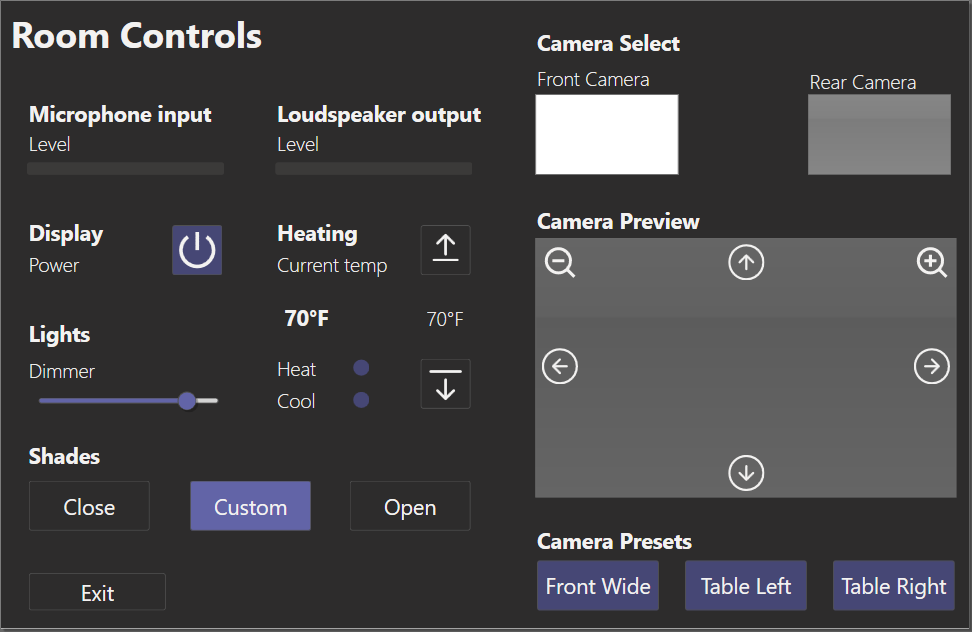 Room Controls
Microphone input
Level
Loudspeaker output
Level
Display
Power
Heating
Current temp
70°F
70°F
Lights
Dimmer
Heat
Cool
Shades
Close
Custom
Open
Exit
Camera Select
Front Camera
Rear Camera
Camera Preview
Camera Presets
Front Wide
Table Left
Table Right